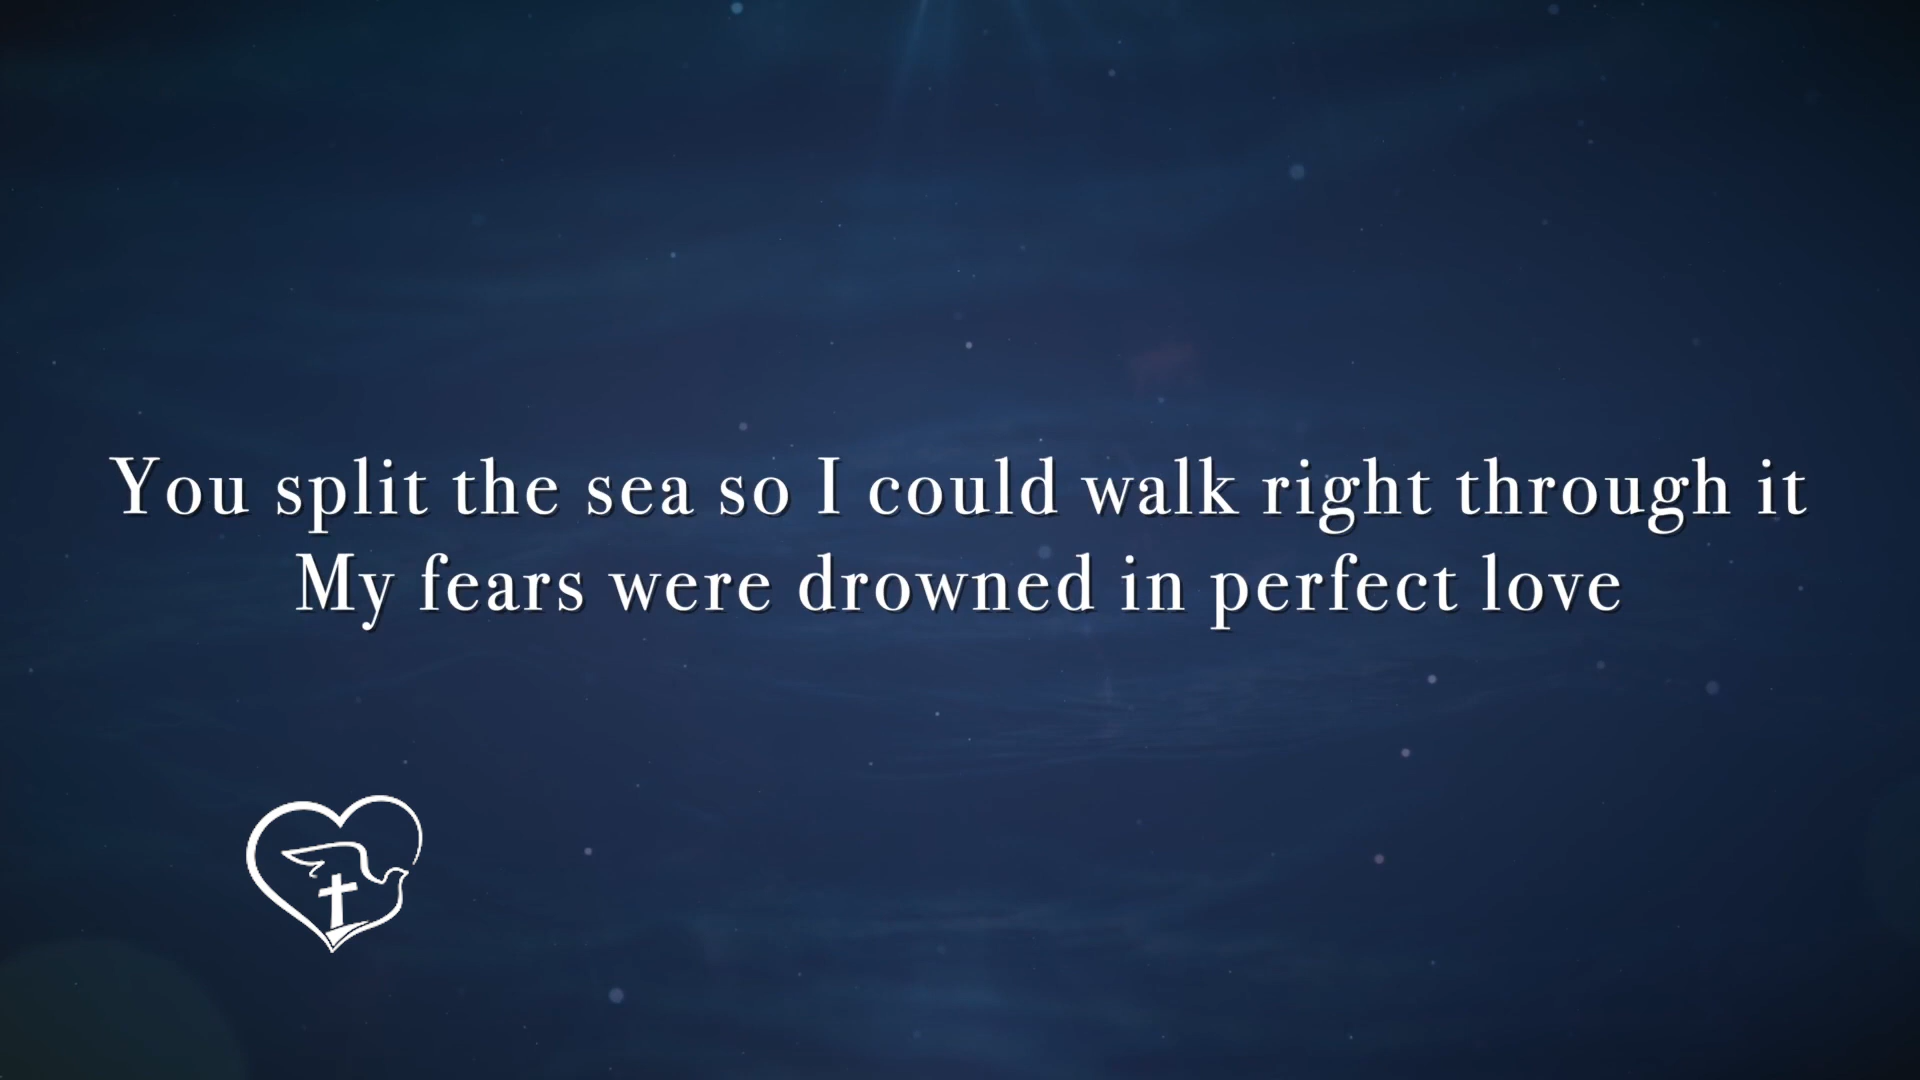 You split the sea so I could walk right through it
My fears were drowned in perfect love